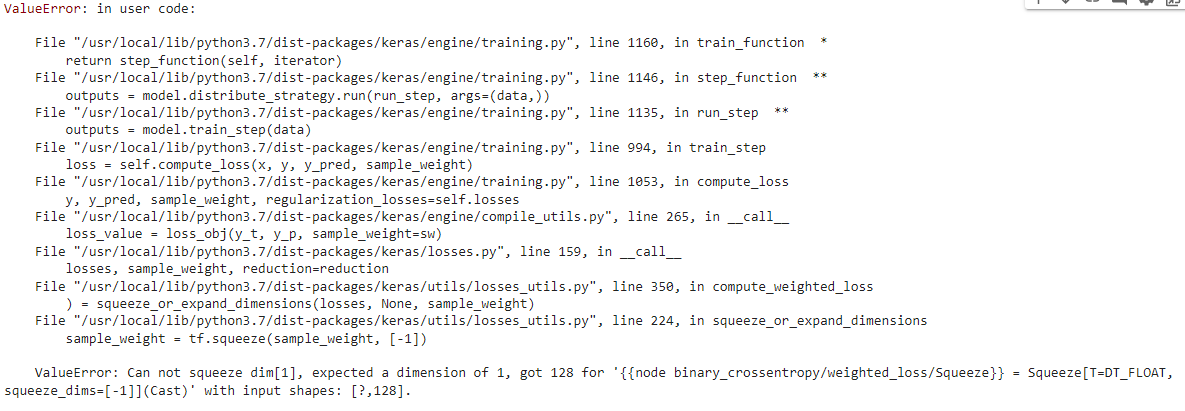 ValueError: in user code:
File "/usr/local/lib/python3.7/dist-packages/keras/engine/training.py", line 1160, in train_function  *
return step_function(self, iterator)
File "/usr/local/lib/python3.7/dist-packages/keras/engine/training.py", line 1146, in step_function  **
outputs = model.distribute_strategy.run(run_step, args=(data,))
File "/usr/local/lib/python3.7/dist-packages/keras/engine/training.py", line 1135, in run_step  **
outputs = model.train_step(data)
File "/usr/local/lib/python3.7/dist-packages/keras/engine/training.py", line 994, in train_step
loss = self.compute_loss(x, y, y_pred, sample_weight)
File "/usr/local/lib/python3.7/dist-packages/keras/engine/training.py", line 1053, in compute_loss
y, y_pred, sample_weight, regularization_losses=self.losses
File "/usr/local/lib/python3.7/dist-packages/keras/engine/compile_utils.py", line 265, in __call__
loss_value = loss_obj(y_t, y_p, sample_weight=sw)
File "/usr/local/lib/python3.7/dist-packages/keras/losses.py", line 159, in __call__
losses, sample_weight, reduction=reduction
File "/usr/local/lib/python3.7/dist-packages/keras/utils/losses_utils.py", line 350, in compute_weighted_loss
) = squeeze_or_expand_dimensions(losses, None, sample_weight)
File "/usr/local/lib/python3.7/dist-packages/keras/utils/losses_utils.py", line 224, in squeeze_or_expand_dimensions
sample_weight = tf.squeeze(sample_weight, [-1])
ValueError: Can not squeeze dim[1], expected a dimension of 1, got 128 for '{{node binary_crossentropy/weighted_loss/Squeeze}} = Squeeze[T=DT_FLOAT,
squeeze_dims=[-1]](Cast)' with input shapes: [?,128].